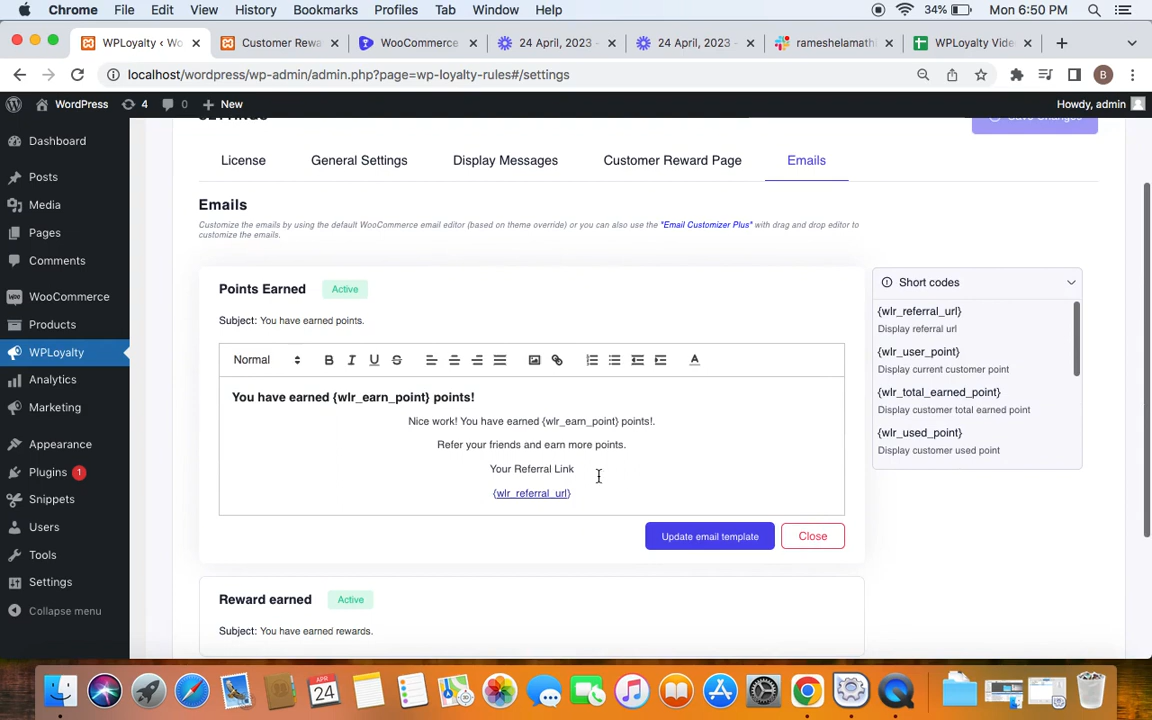 Chrome File Edit View History Bookmarks Profiles Tab Window Help 34% Mon 6:50 PM
WPLoyalty ‹ Wo Customer Rewa WooCommerce 24 April, 2023 - 24 April, 2023 - rameshelamath WPLoyalty Vide
localhost/wordpress/wp-admin/admin.php?page=wp-loyalty-rules#/settings B
WordPress 4 0 New Howdy, admin
Dashboard
Posts
Media
Pages
Comments
WooCommerce
Products
WPLoyalty
Analytics
Marketing
Appearance
Plugins 1
Snippets
Users
Tools
Settings
Collapse menu
SETTINGS Save Changes
License General Settings Display Messages Customer Reward Page Emails
Emails
Customize the emails by using the default WooCommerce email editor (based on theme override) or you can also use the "Email Customizer Plus" with drag and drop editor to
customize the emails.
Points Earned Active
Subject: You have earned points.
Normal B I U S A
You have earned {wlr_earn_point} points!
Nice work! You have earned {wlr_earn_point} points!.
Refer your friends and earn more points.
Your Referral Link
{wlr_referral_url}
Update email template Close
Reward earned Active
Subject: You have earned rewards.
Short codes
{wlr_referral_url}
Display referral url
{wlr_user_point}
Display current customer point
{wlr_total_earned_point}
Display customer total earned point
{wlr_used_point}
Display customer used point
APR
24